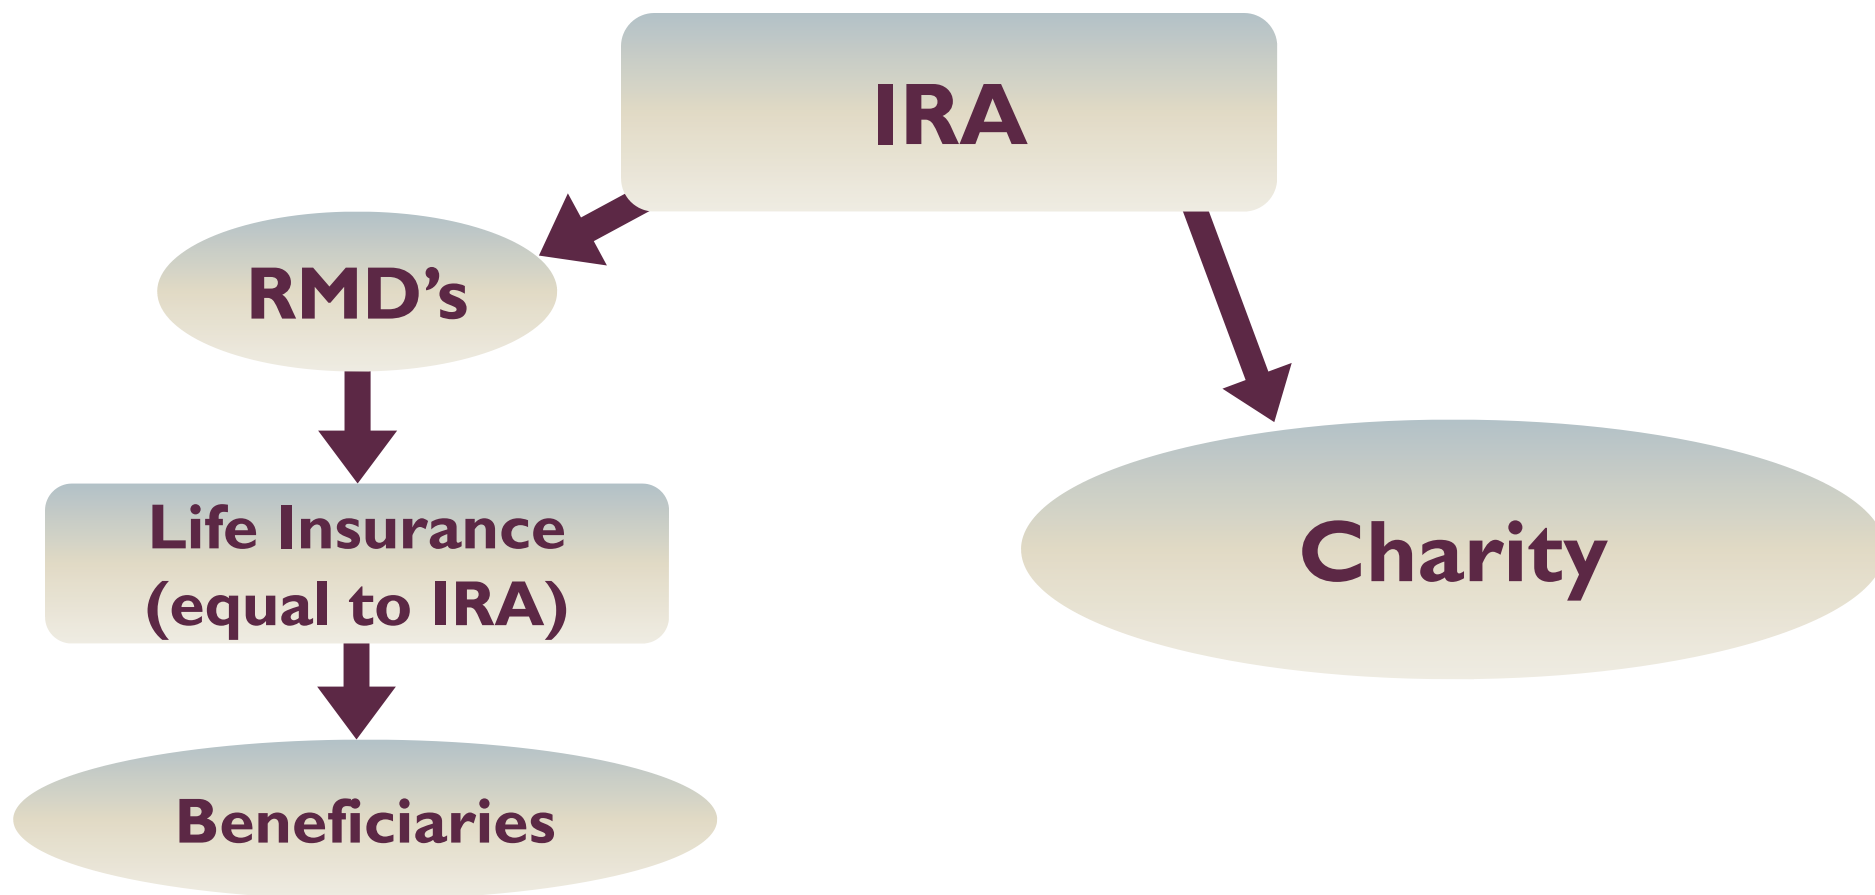 IRA
RMD’s
Life Insurance
(equal to IRA)
Charity
Beneficiaries